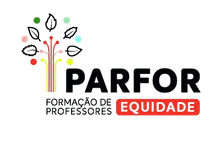 PARFOR
FORMAÇÃO DE
PROFESSORES EQUIDADE